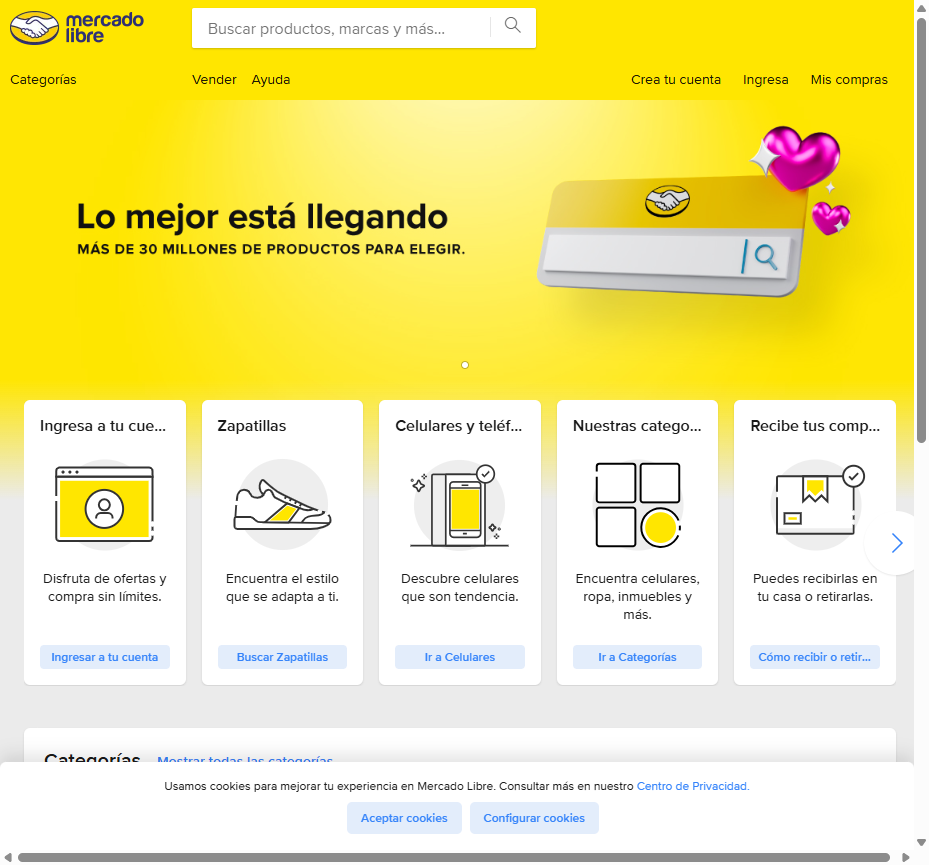 mercado
libre
Buscar productos, marcas y más...
Categorías
Vender
Ayuda
Crea tu cuenta
Ingresa
Mis compras
Lo mejor está llegando
MÁS DE 30 MILLONES DE PRODUCTOS PARA ELEGIR.
Ingresa a tu cue...
Disfruta de ofertas y
compra sin límites.
Ingresar a tu cuenta
Zapatillas
Encuentra el estilo
que se adapta a ti.
Buscar Zapatillas
Celulares y teléf...
Descubre celulares
que son tendencia.
Ir a Celulares
Nuestras catego...
Encuentra celulares,
ropa, inmuebles y
más.
Ir a Categorías
Recibe tus comp...
Puedes recibirlas en
tu casa o retirarlas.
Cómo recibir o retir...
Categorías
Mostrar todas las categorías
Usamos cookies para mejorar tu experiencia en Mercado Libre. Consultar más en nuestro Centro de Privacidad.
Aceptar cookies
Configurar cookies